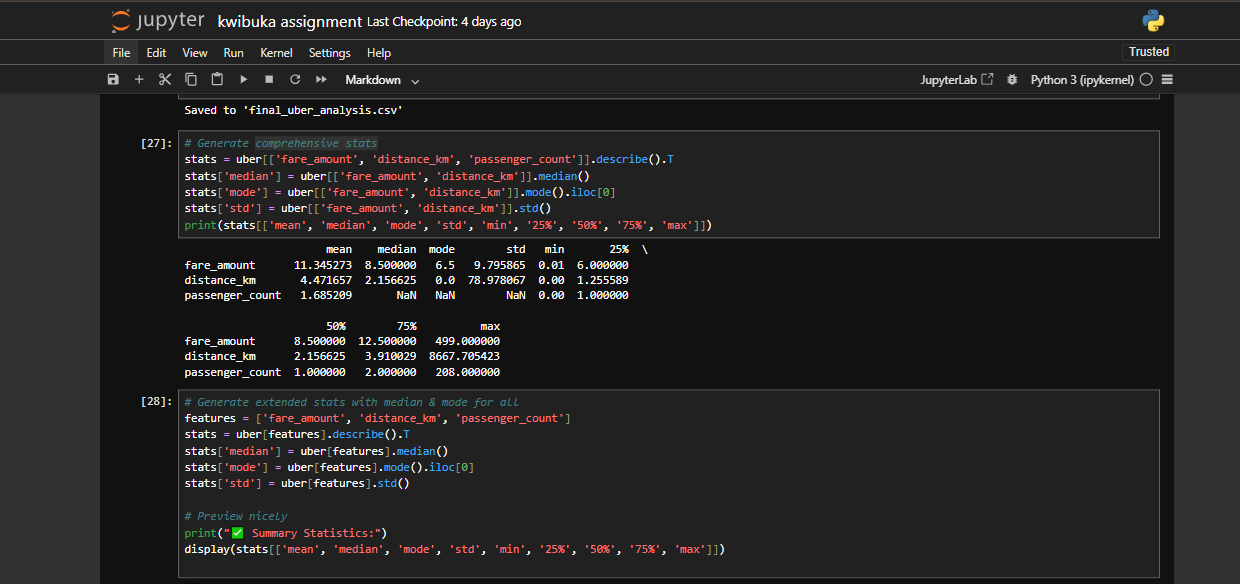 jupyter kwibuka assignment Last Checkpoint: 4 days ago
File Edit View Run Kernel Settings Help Trusted
Markdown JupyterLab Python 3 (ipykernel)
Saved to 'final_uber_analysis.csv'
[27]: # Generate comprehensive stats
stats = uber[['fare_amount', 'distance_km', 'passenger_count']].describe().T
stats['median'] = uber[['fare_amount', 'distance_km']].median()
stats['mode'] = uber[['fare_amount', 'distance_km']].mode().iloc[0]
stats['std'] = uber[['fare_amount', 'distance_km']].std()
print(stats[['mean', 'median', 'mode', 'std', 'min', '25%', '50%', '75%', 'max']])
mean median mode std min 25% \
fare_amount 11.345273 8.500000 6.5 9.795865 0.01 6.000000
distance_km 4.471657 2.156625 0.0 78.978067 0.00 1.255589
passenger_count 1.685209 NaN NaN NaN 0.00 1.000000
50% 75% max
fare_amount 8.500000 12.500000 499.000000
distance_km 2.156625 3.910029 8667.705423
passenger_count 1.000000 2.000000 208.000000
[28]: # Generate extended stats with median & mode for all
features = ['fare_amount', 'distance_km', 'passenger_count']
stats = uber[features].describe().T
stats['median'] = uber[features].median()
stats['mode'] = uber[features].mode().iloc[0]
stats['std'] = uber[features].std()
# Preview nicely
print("✅ Summary Statistics:")
display(stats[['mean', 'median', 'mode', 'std', 'min', '25%', '50%', '75%', 'max']])